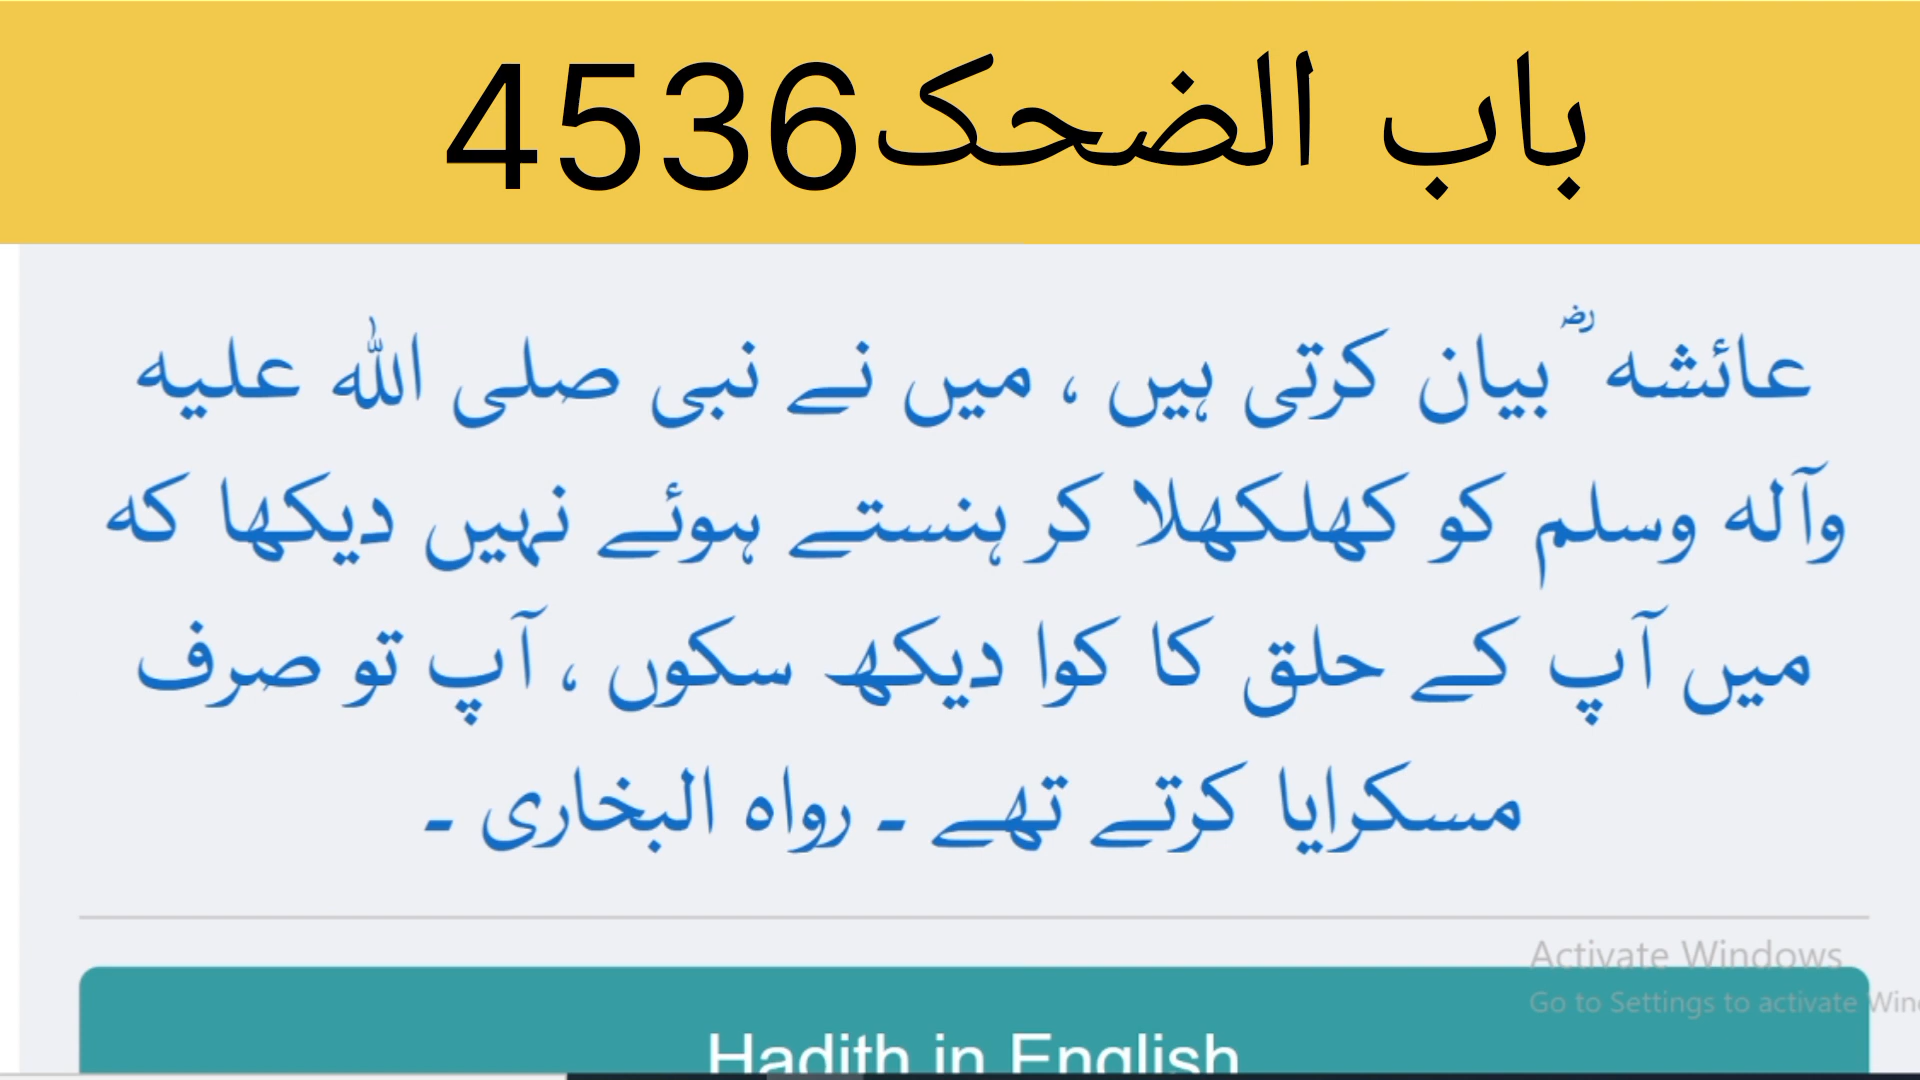 باب الضحک4536
عائشہ ؓ بیان کرتی ہیں ، میں نے نبی صلی اللہ علیہ
وآلہ وسلم کو کھلکھلا کر ہنستے ہوئے نہیں دیکھا کہ
میں آپ کے حلق کا کوا دیکھ سکوں ، آپ تو صرف
مسکرایا کرتے تھے ۔ رواہ البخاری ۔
Activate Windows
Go to Settings to activate Win
Hadith in English